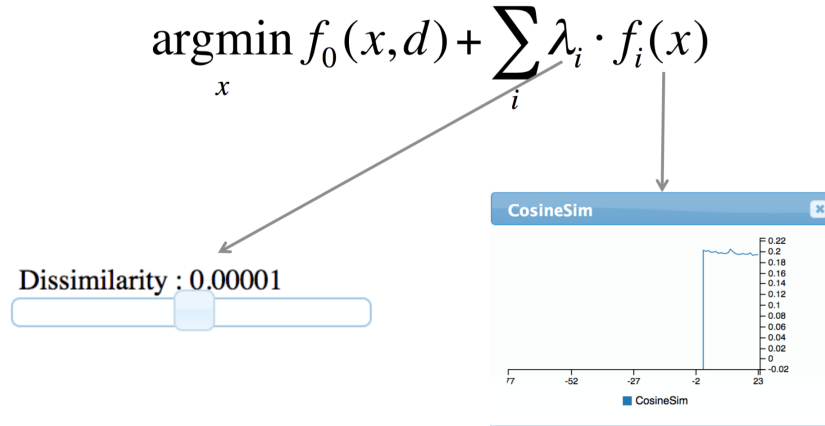 argmin f₀(x,d) + ∑ λᵢ · fᵢ(x)
x
i
Dissimilarity : 0.00001
CosineSim
0.22
0.2
0.18
0.16
0.14
0.12
0.1
0.08
0.06
0.04
0.02
0
-0.02
77 -52 -27 -2 23
CosineSim